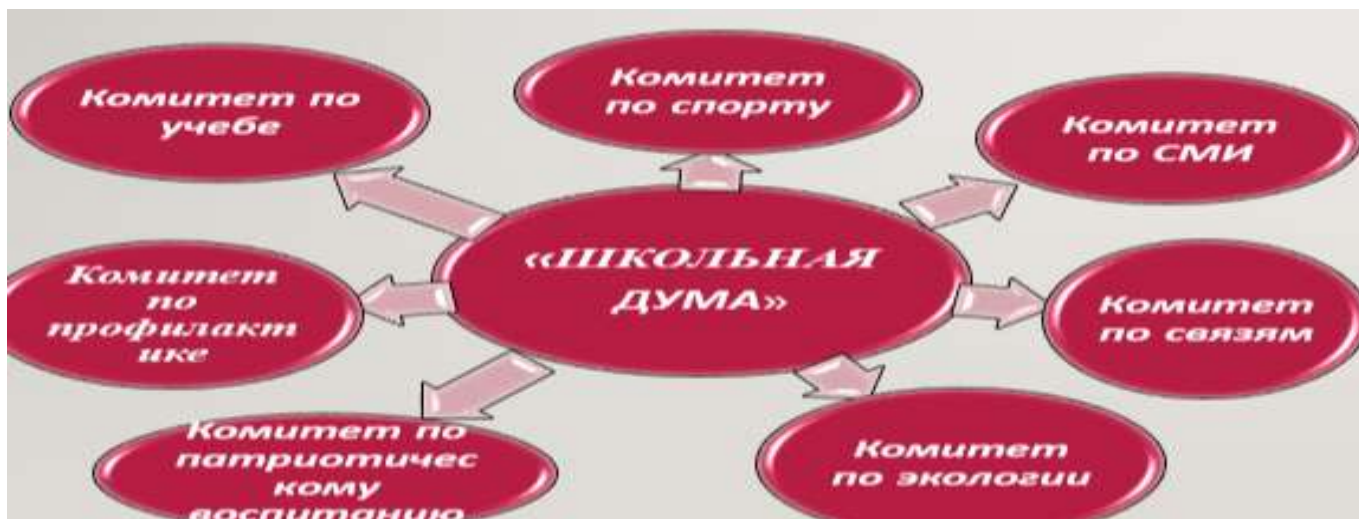 Комитет по
учебе
Комитет
по спорту
Комитет
по СМИ
«ШКОЛЬНАЯ
ДУМА»
Комитет
по
профилакт
ике
Комитет
по связям
Комитет по
патриотичес
кому
воспитанию
Комитет
по экологии